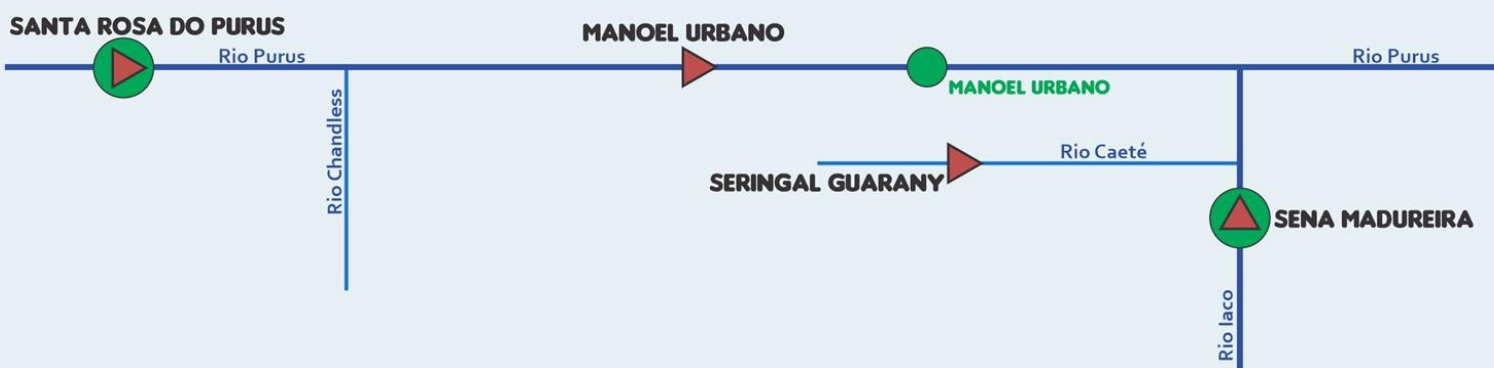 SANTA ROSA DO PURUS
MANOEL URBANO
Rio Purus
Rio Purus
MANOEL URBANO
Rio Chandless
Rio Caeté
SERINGAL GUARANY
SENA MADUREIRA
Rio Iaco